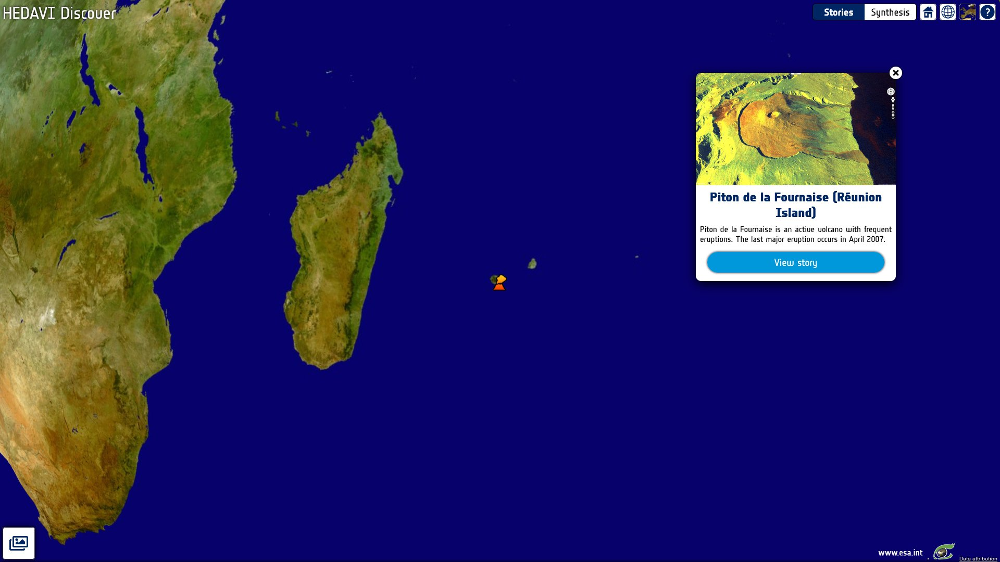 HEDAVI Discover
Stories
Synthesis
?
Piton de la Fournaise (Réunion
Island)
Piton de la Fournaise is an active volcano with frequent
eruptions. The last major eruption occurs in April 2007.
View story
www.esa.int
Data attribution